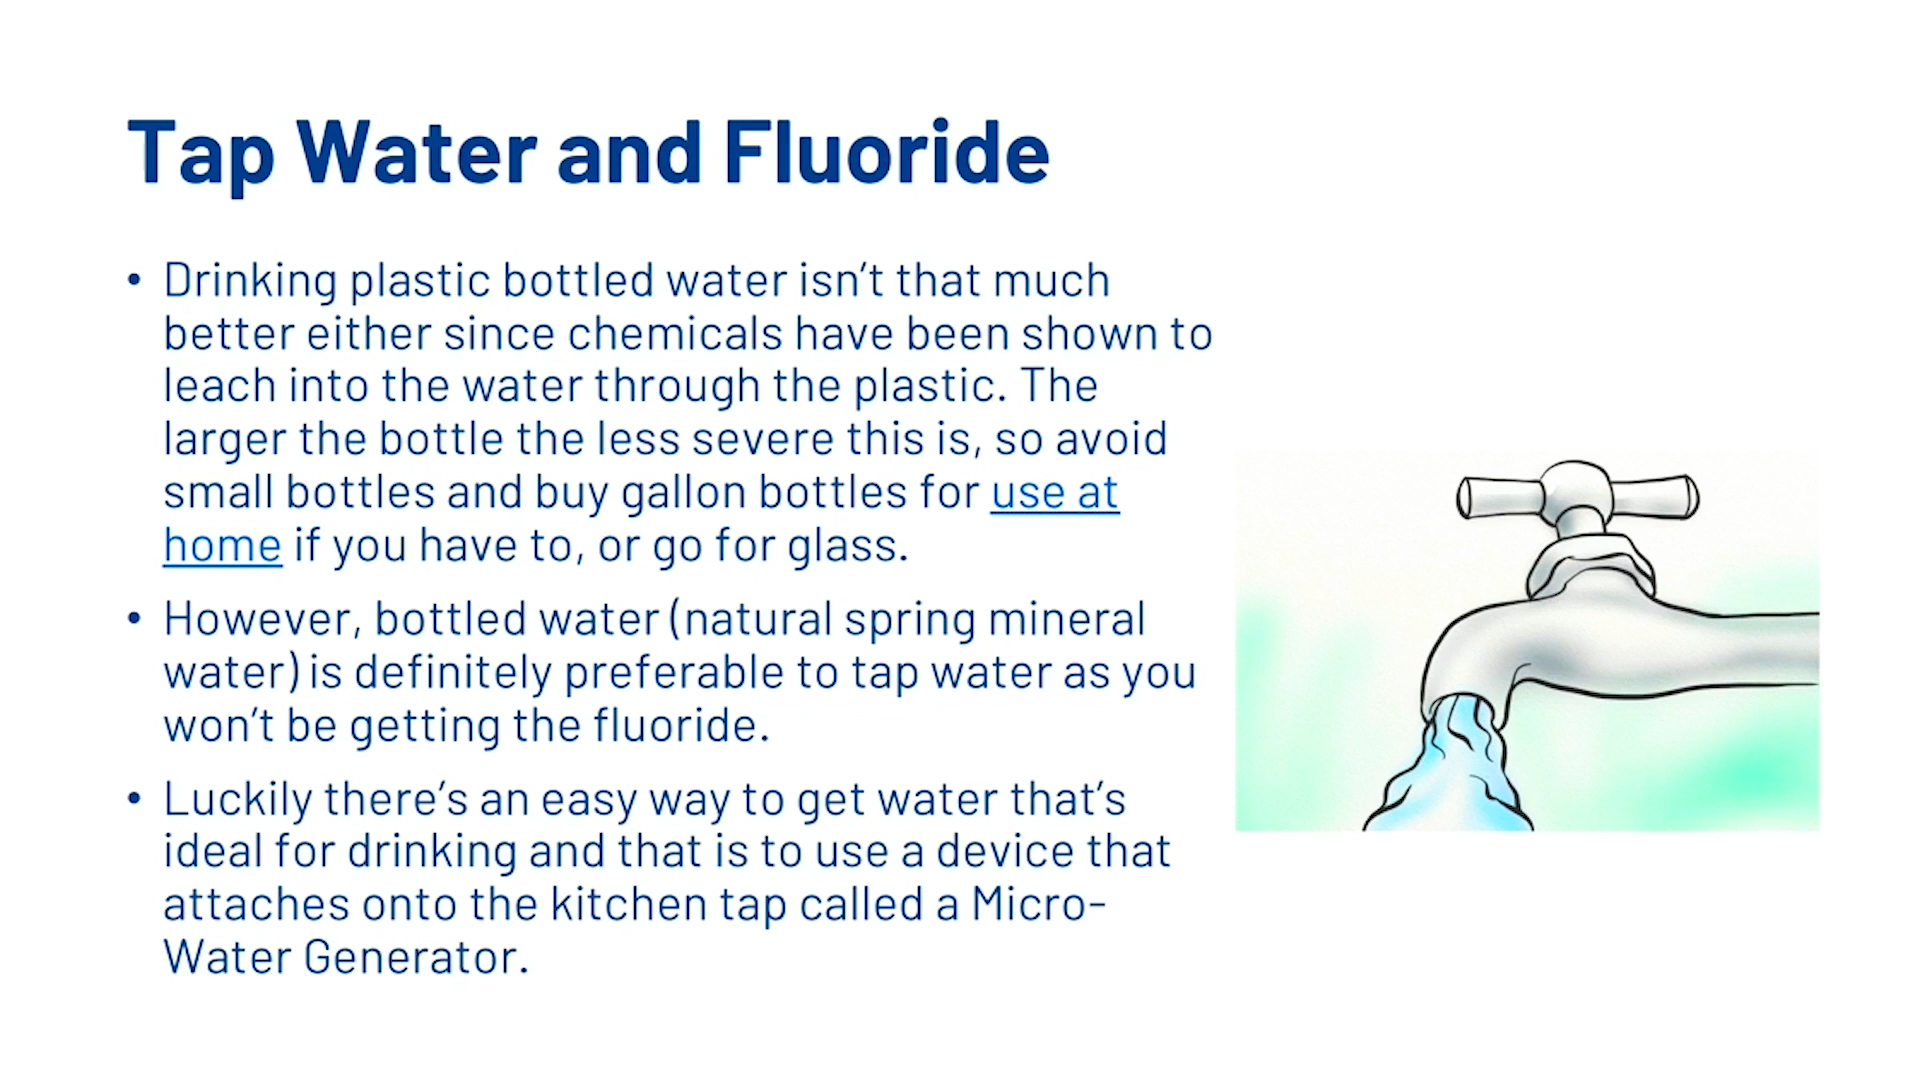 Tap Water and Fluoride
• Drinking plastic bottled water isn’t that much
better either since chemicals have been shown to
leach into the water through the plastic. The
larger the bottle the less severe this is, so avoid
small bottles and buy gallon bottles for use at
home if you have to, or go for glass.
• However, bottled water (natural spring mineral
water) is definitely preferable to tap water as you
won’t be getting the fluoride.
• Luckily there’s an easy way to get water that’s
ideal for drinking and that is to use a device that
attaches onto the kitchen tap called a Micro-
Water Generator.